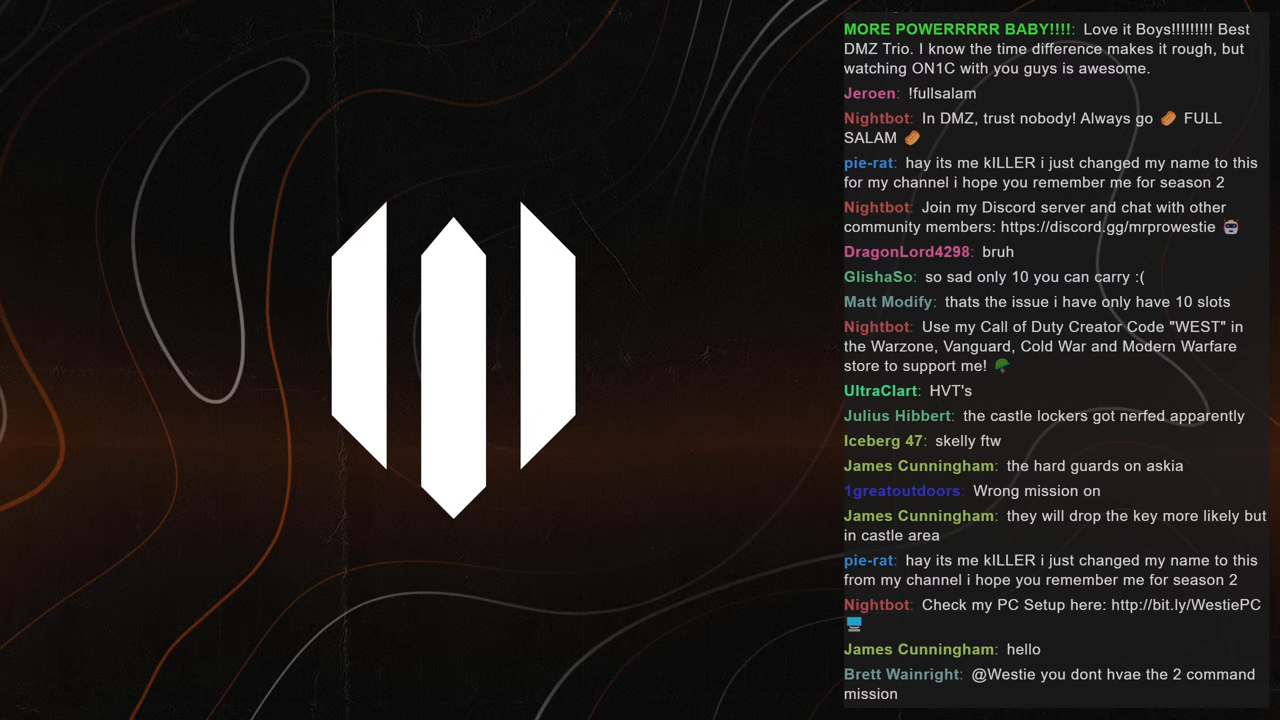 MORE POWERRRRR BABY!!!!: Love it Boys!!!!!!!!! Best
DMZ Trio. I know the time difference makes it rough, but
watching ON1C with you guys is awesome.
Jeroen: !fullsalam
Nightbot: In DMZ, trust nobody! Always go 🥜 FULL
SALAM 🥜
pie-rat: hay its me kILLER i just changed my name to this
for my channel i hope you remember me for season 2
Nightbot: Join my Discord server and chat with other
community members: https://discord.gg/mrprowestie 🤖
DragonLord4298: bruh
GlishaSo: so sad only 10 you can carry :(
Matt Modify: thats the issue i have only have 10 slots
Nightbot: Use my Call of Duty Creator Code "WEST" in
the Warzone, Vanguard, Cold War and Modern Warfare
store to support me! 🪂
UltraClart: HVT's
Julius Hibbert: the castle lockers got nerfed apparently
Iceberg 47: skelly ftw
James Cunningham: the hard guards on askia
1greatoutdoors: Wrong mission on
James Cunningham: they will drop the key more likely but
in castle area
pie-rat: hay its me kILLER i just changed my name to this
from my channel i hope you remember me for season 2
Nightbot: Check my PC Setup here: http://bit.ly/WestiePC
🖥️
James Cunningham: hello
Brett Wainright: @Westie you dont hvae the 2 command
mission